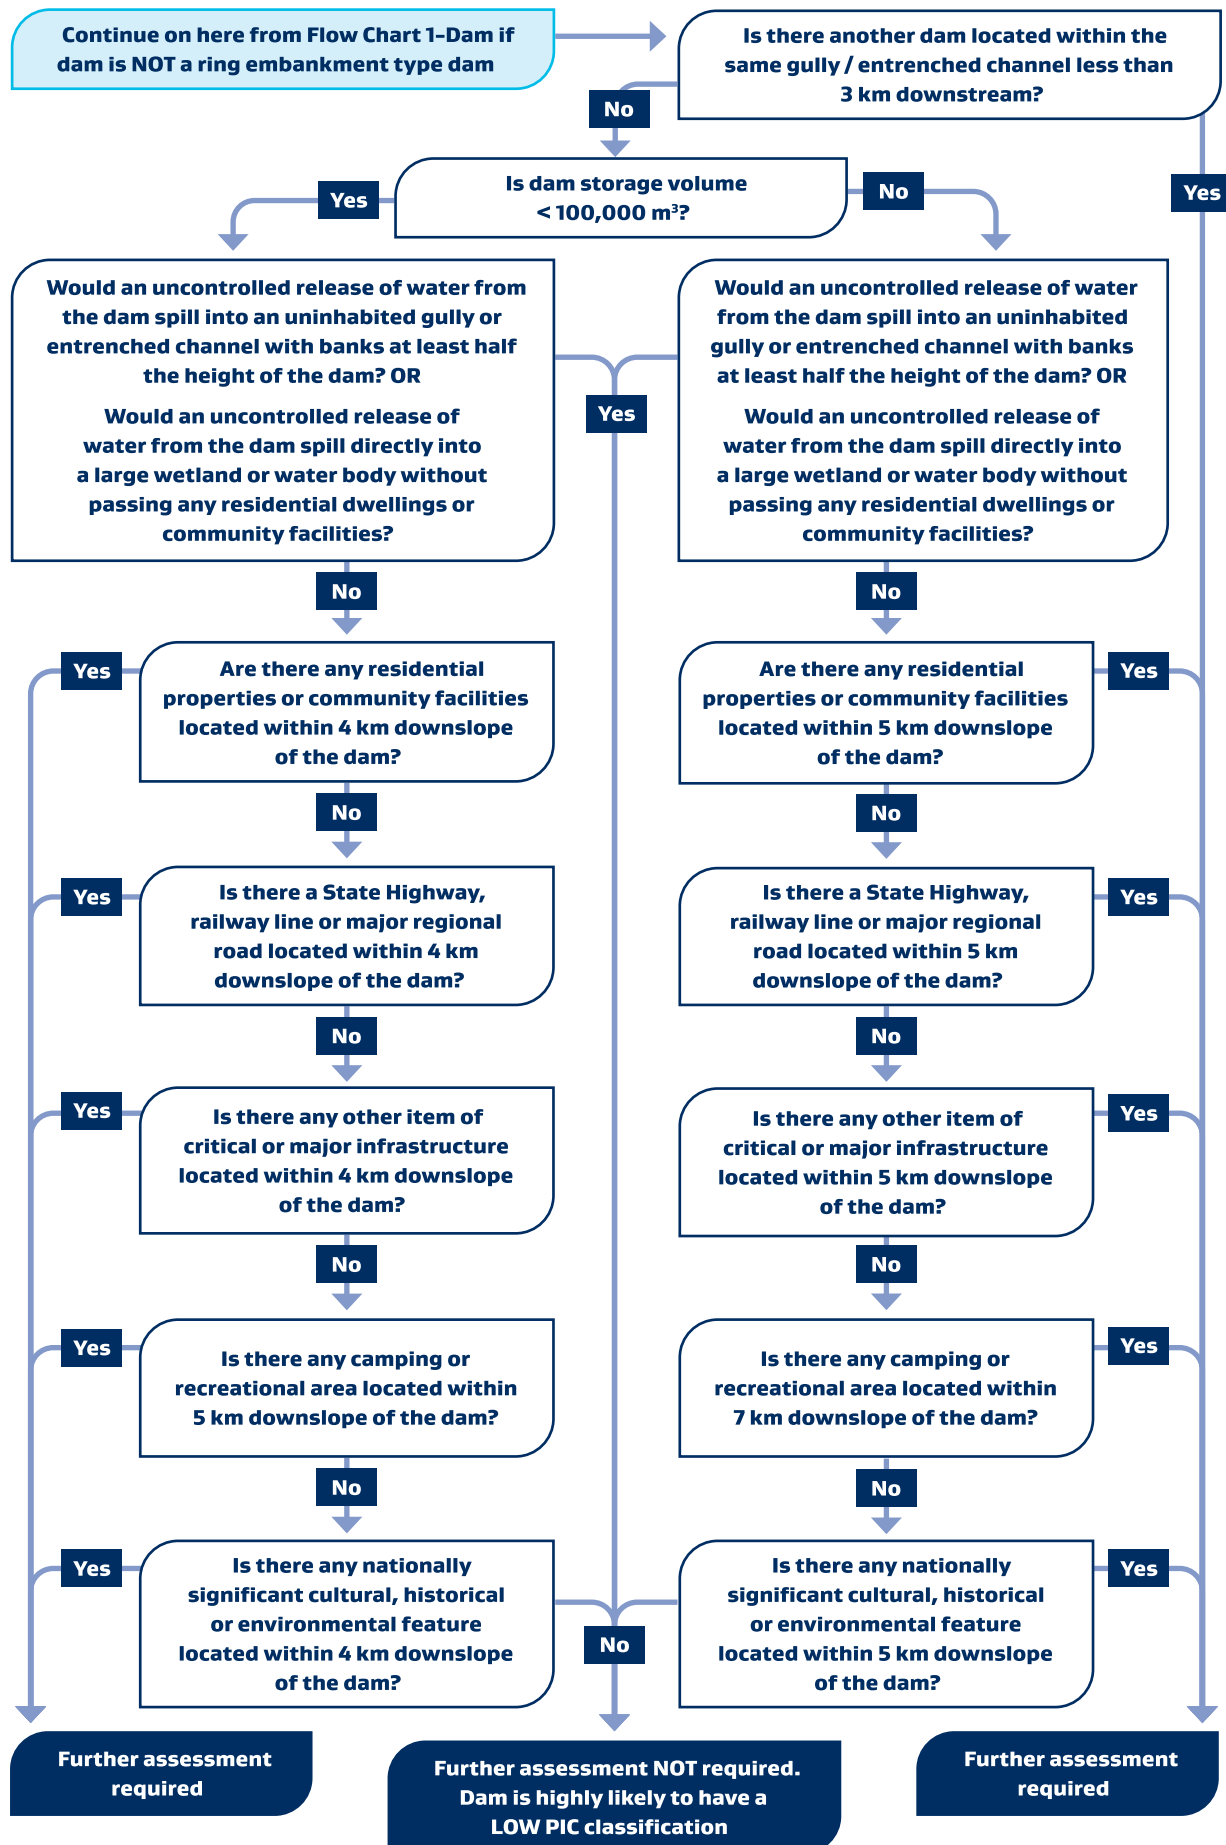 Continue on here from Flow Chart 1–Dam if
dam is NOT a ring embankment type dam
Is there another dam located within the
same gully / entrenched channel less than
3 km downstream?
No
Yes
Is dam storage volume
< 100,000 m³?
Yes
No
Would an uncontrolled release of water from
the dam spill into an uninhabited gully or
entrenched channel with banks at least half
the height of the dam? OR
Would an uncontrolled release of
water from the dam spill directly into
a large wetland or water body without
passing any residential dwellings or
community facilities?
Yes
Would an uncontrolled release of water
from the dam spill into an uninhabited
gully or entrenched channel with banks
at least half the height of the dam? OR
Would an uncontrolled release of
water from the dam spill directly into
a large wetland or water body without
passing any residential dwellings or
community facilities?
No
No
Yes
Are there any residential
properties or community facilities
located within 4 km downslope
of the dam?
Are there any residential
properties or community facilities
located within 5 km downslope
of the dam?
Yes
No
No
Yes
Is there a State Highway,
railway line or major regional
road located within 4 km
downslope of the dam?
Is there a State Highway,
railway line or major regional
road located within 5 km
downslope of the dam?
Yes
No
No
Yes
Is there any other item of
critical or major infrastructure
located within 4 km downslope
of the dam?
Is there any other item of
critical or major infrastructure
located within 5 km downslope
of the dam?
Yes
No
No
Yes
Is there any camping or
recreational area located within
5 km downslope of the dam?
Is there any camping or
recreational area located within
7 km downslope of the dam?
Yes
No
No
Yes
Is there any nationally
significant cultural, historical
or environmental feature
located within 4 km downslope
of the dam?
No
Is there any nationally
significant cultural, historical
or environmental feature
located within 5 km downslope
of the dam?
Yes
Further assessment
required
Further assessment NOT required.
Dam is highly likely to have a
LOW PIC classification
Further assessment
required